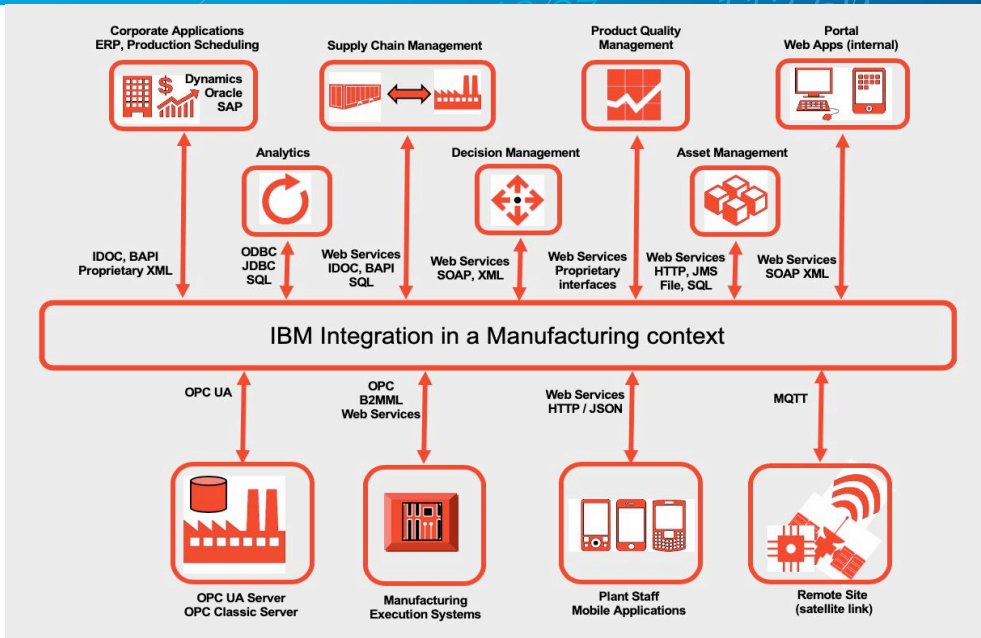 Corporate Applications
ERP, Production Scheduling
Dynamics
Oracle
SAP
Supply Chain Management
Product Quality
Management
Portal
Web Apps (internal)
Analytics
Decision Management
Asset Management
IDOC, BAPI
Proprietary XML
ODBC
JDBC
SQL
Web Services
IDOC, BAPI
SQL
Web Services
SOAP, XML
Web Services
Proprietary
interfaces
Web Services
HTTP, JMS
File, SQL
Web Services
SOAP XML
IBM Integration in a Manufacturing context
OPC UA
OPC
B2MML
Web Services
Web Services
HTTP / JSON
MQTT
OPC UA Server
OPC Classic Server
Manufacturing
Execution Systems
Plant Staff
Mobile Applications
Remote Site
(satellite link)